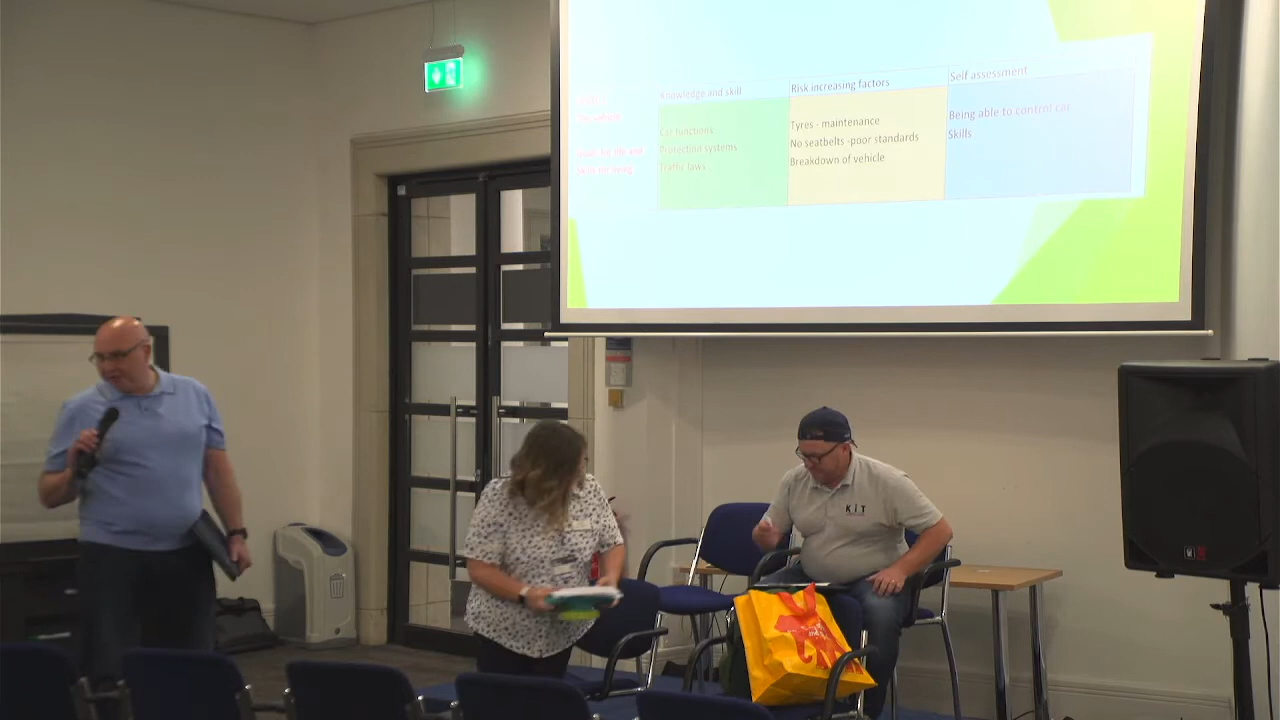 Knowledge and skill
Risk increasing factors
Self assessment
Car functions
Protection systems
Traffic laws
Tyres - maintenance
No seatbelts -poor standards
Breakdown of vehicle
Being able to control car
Skills
KiT